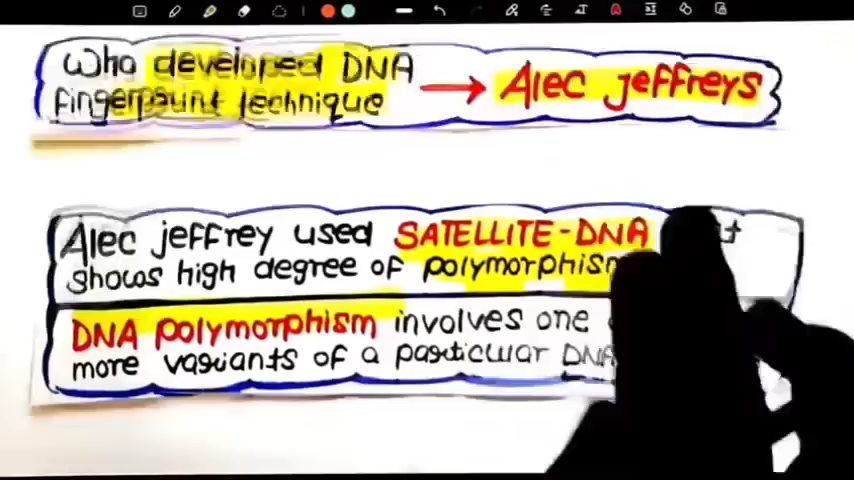 Who developed DNA
fingerpriunt technique → Alec jeffreys
Alec jeffrey used SATELLITE-DNA
shows high degree of polymorphism
DNA polymorphism involves one
more variants of a particular DNA